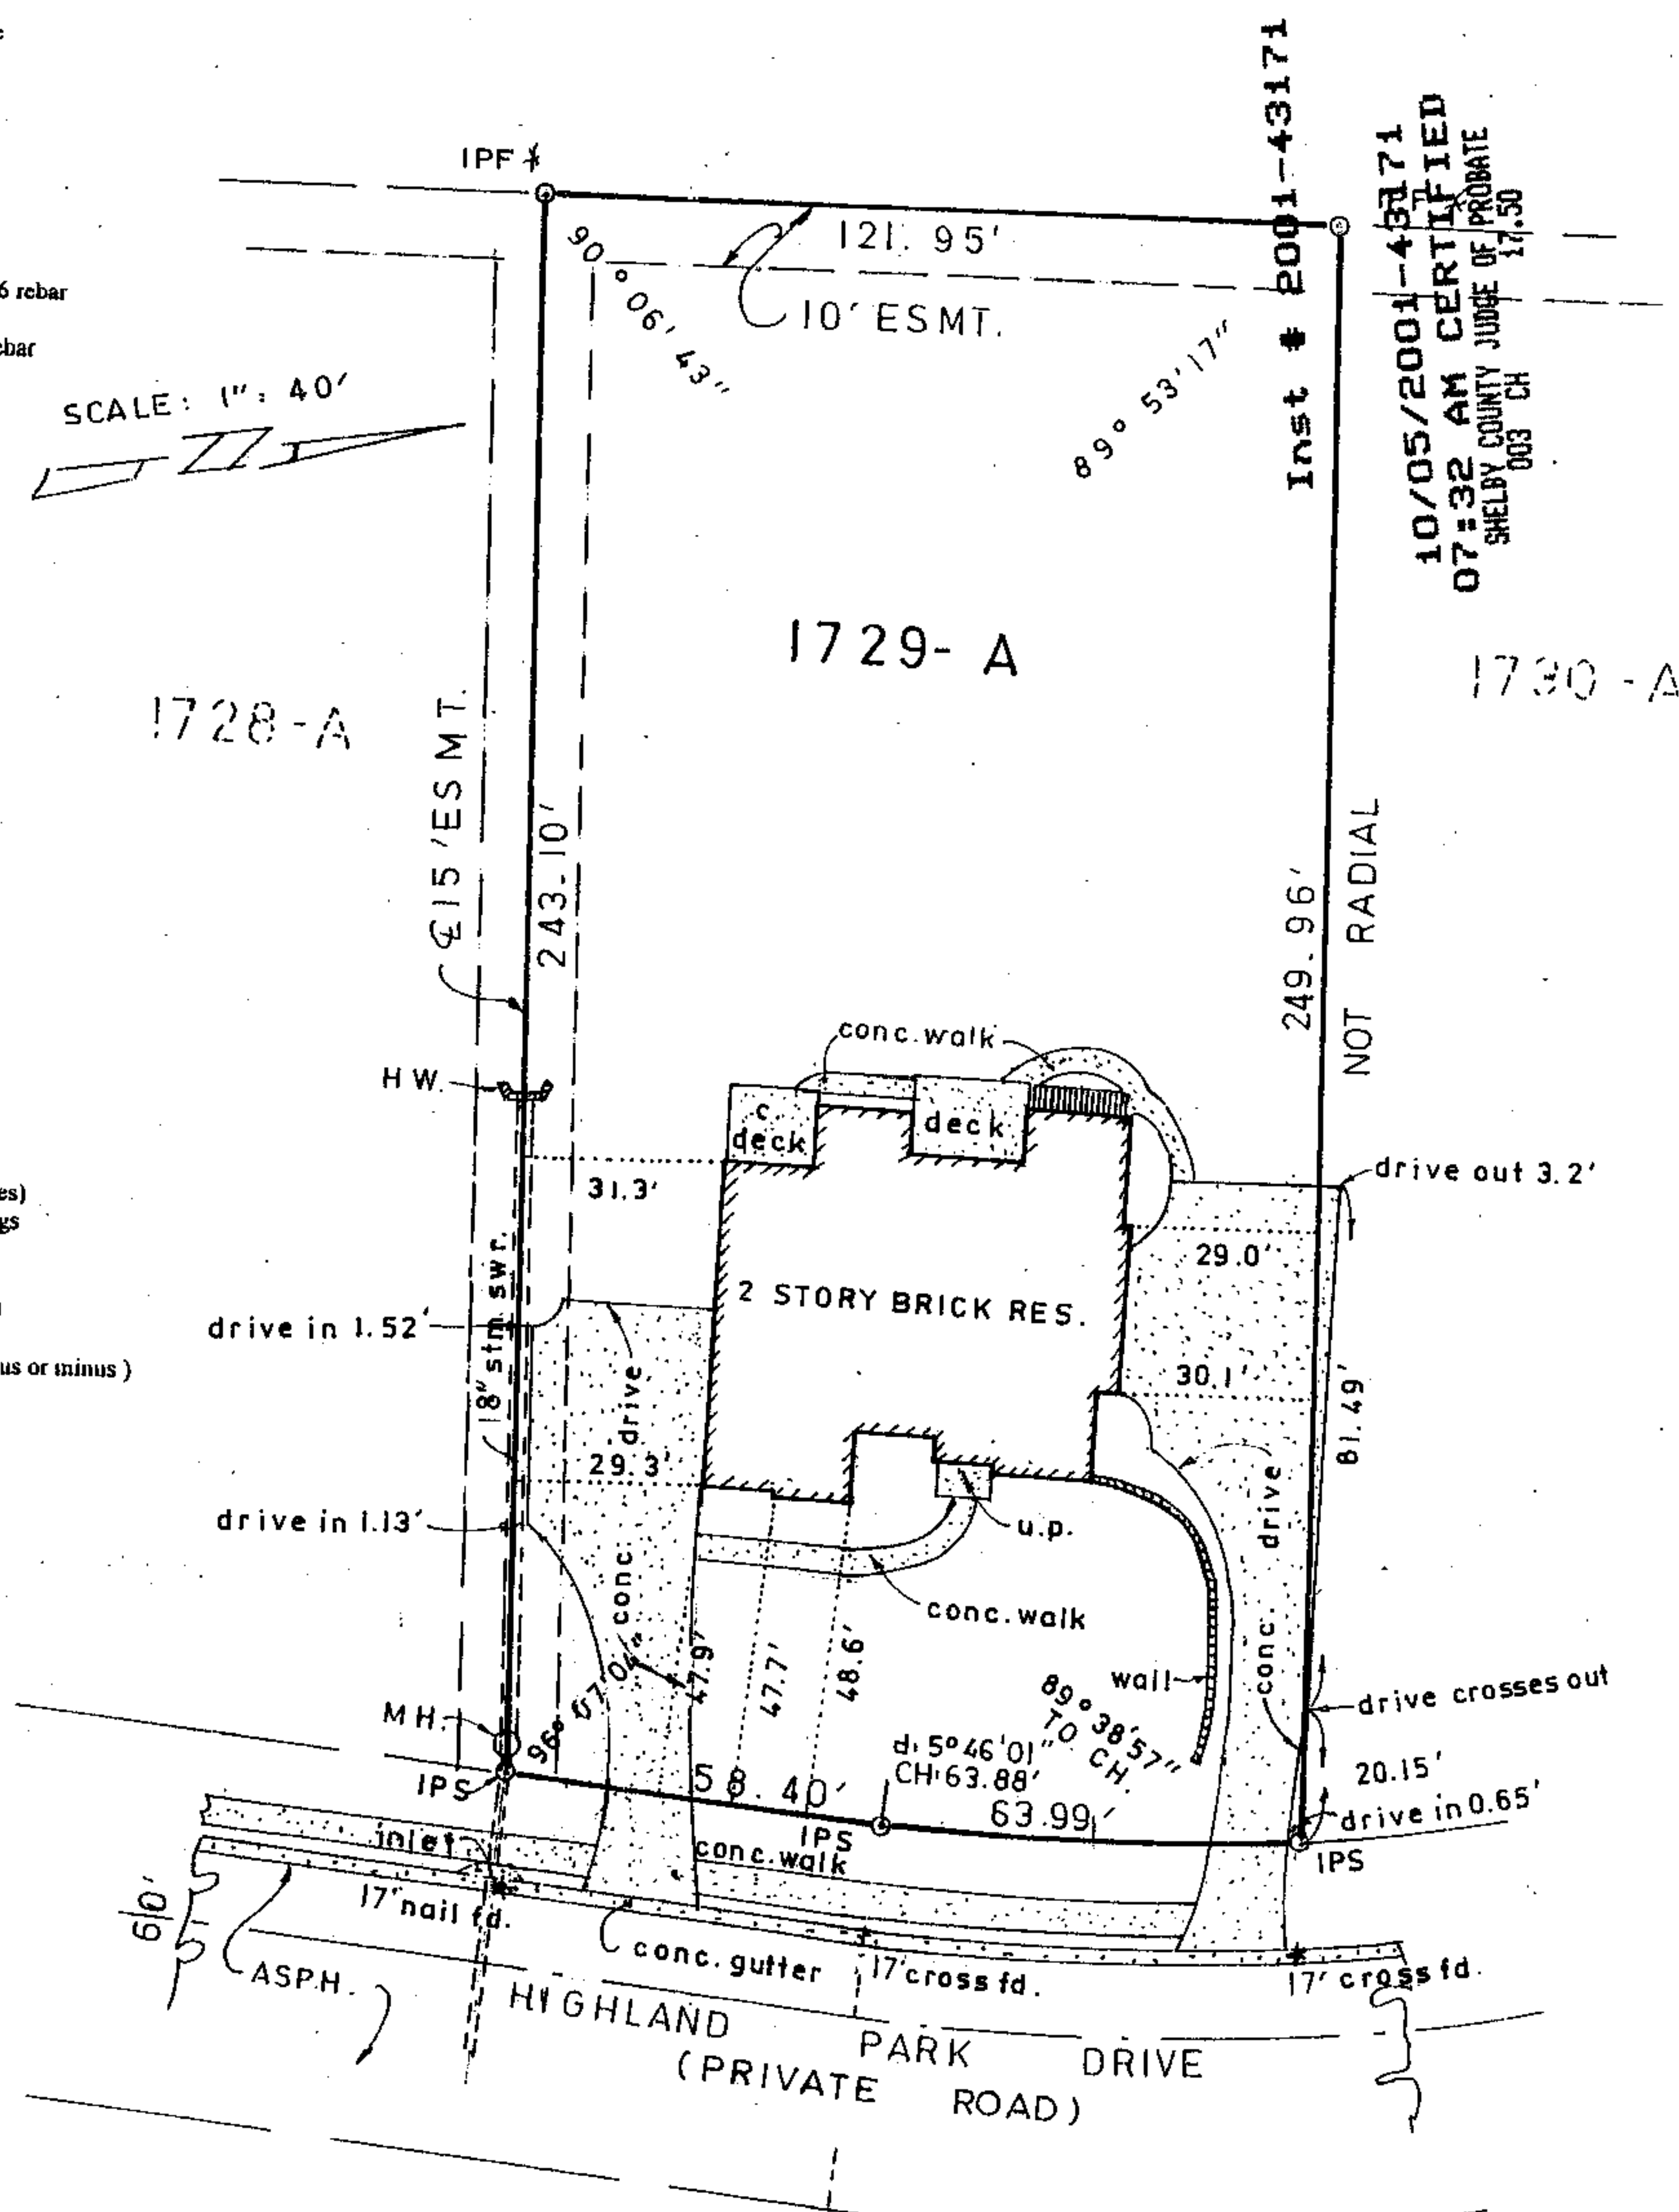 IPF
Inst # 2001-43171
10/05/2001-43171
07:32 AM CERTIFIED
SHELBY COUNTY JUDGE OF PROBATE
003 CH 17.50
121.95'
90°06'43"
10' ESMT.
89°53'17"
6 rebar
ebar
SCALE: 1": 40'
1729- A
1728-A
1730-A
℄15'ESMT.
243.10'
249.96'
NOT RADIAL
conc. walk
H W.
c. deck
deck
drive out 3.2'
31.3'
es)
gs
29.0'
18" stm. swr.
2 STORY BRICK RES.
drive in 1.52'
us or minus )
drive
30.1'
81.49'
29.3'
drive in 1.13'
u.p.
conc.
conc. drive
conc. walk
47.9'
47.7'
48.6'
wall
89°38'57"
TO CH.
drive crosses out
M H.
96°07'04"
d: 5°46'01"
CH:63.88'
20.15'
IPS
58.40'
63.99'
drive in 0.65'
IPS
IPS
inlet
conc. walk
17' nail fd.
60'
conc. gutter
17' cross fd.
17' cross fd.
ASPH.
HIGHLAND PARK DRIVE
(PRIVATE ROAD)